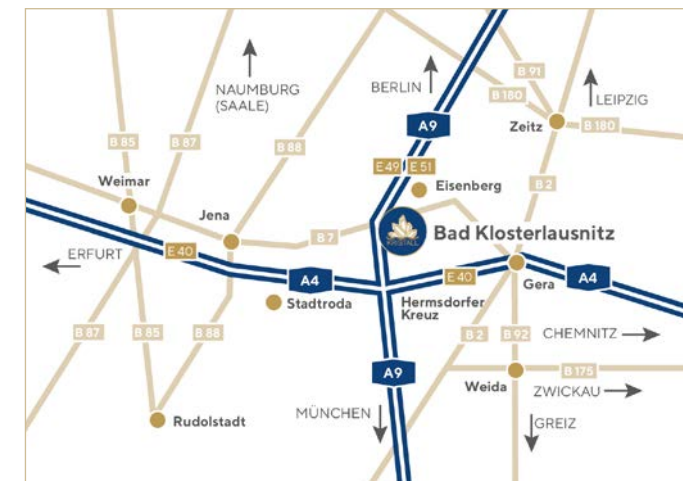 NAUMBURG
(SAALE)
BERLIN
B 91
B 180
LEIPZIG
A9
Zeitz
B 180
B 85
B 87
B 88
E 49
E 51
Weimar
Eisenberg
B 2
Jena
B 7
KRISTALL
Bad Klosterlausnitz
ERFURT
E 40
A4
E 40
Gera
A4
Stadtroda
Hermsdorfer
Kreuz
B 87
B 85
B 88
B 2
B 92
CHEMNITZ
A9
B 175
Weida
ZWICKAU
Rudolstadt
MÜNCHEN
GREIZ